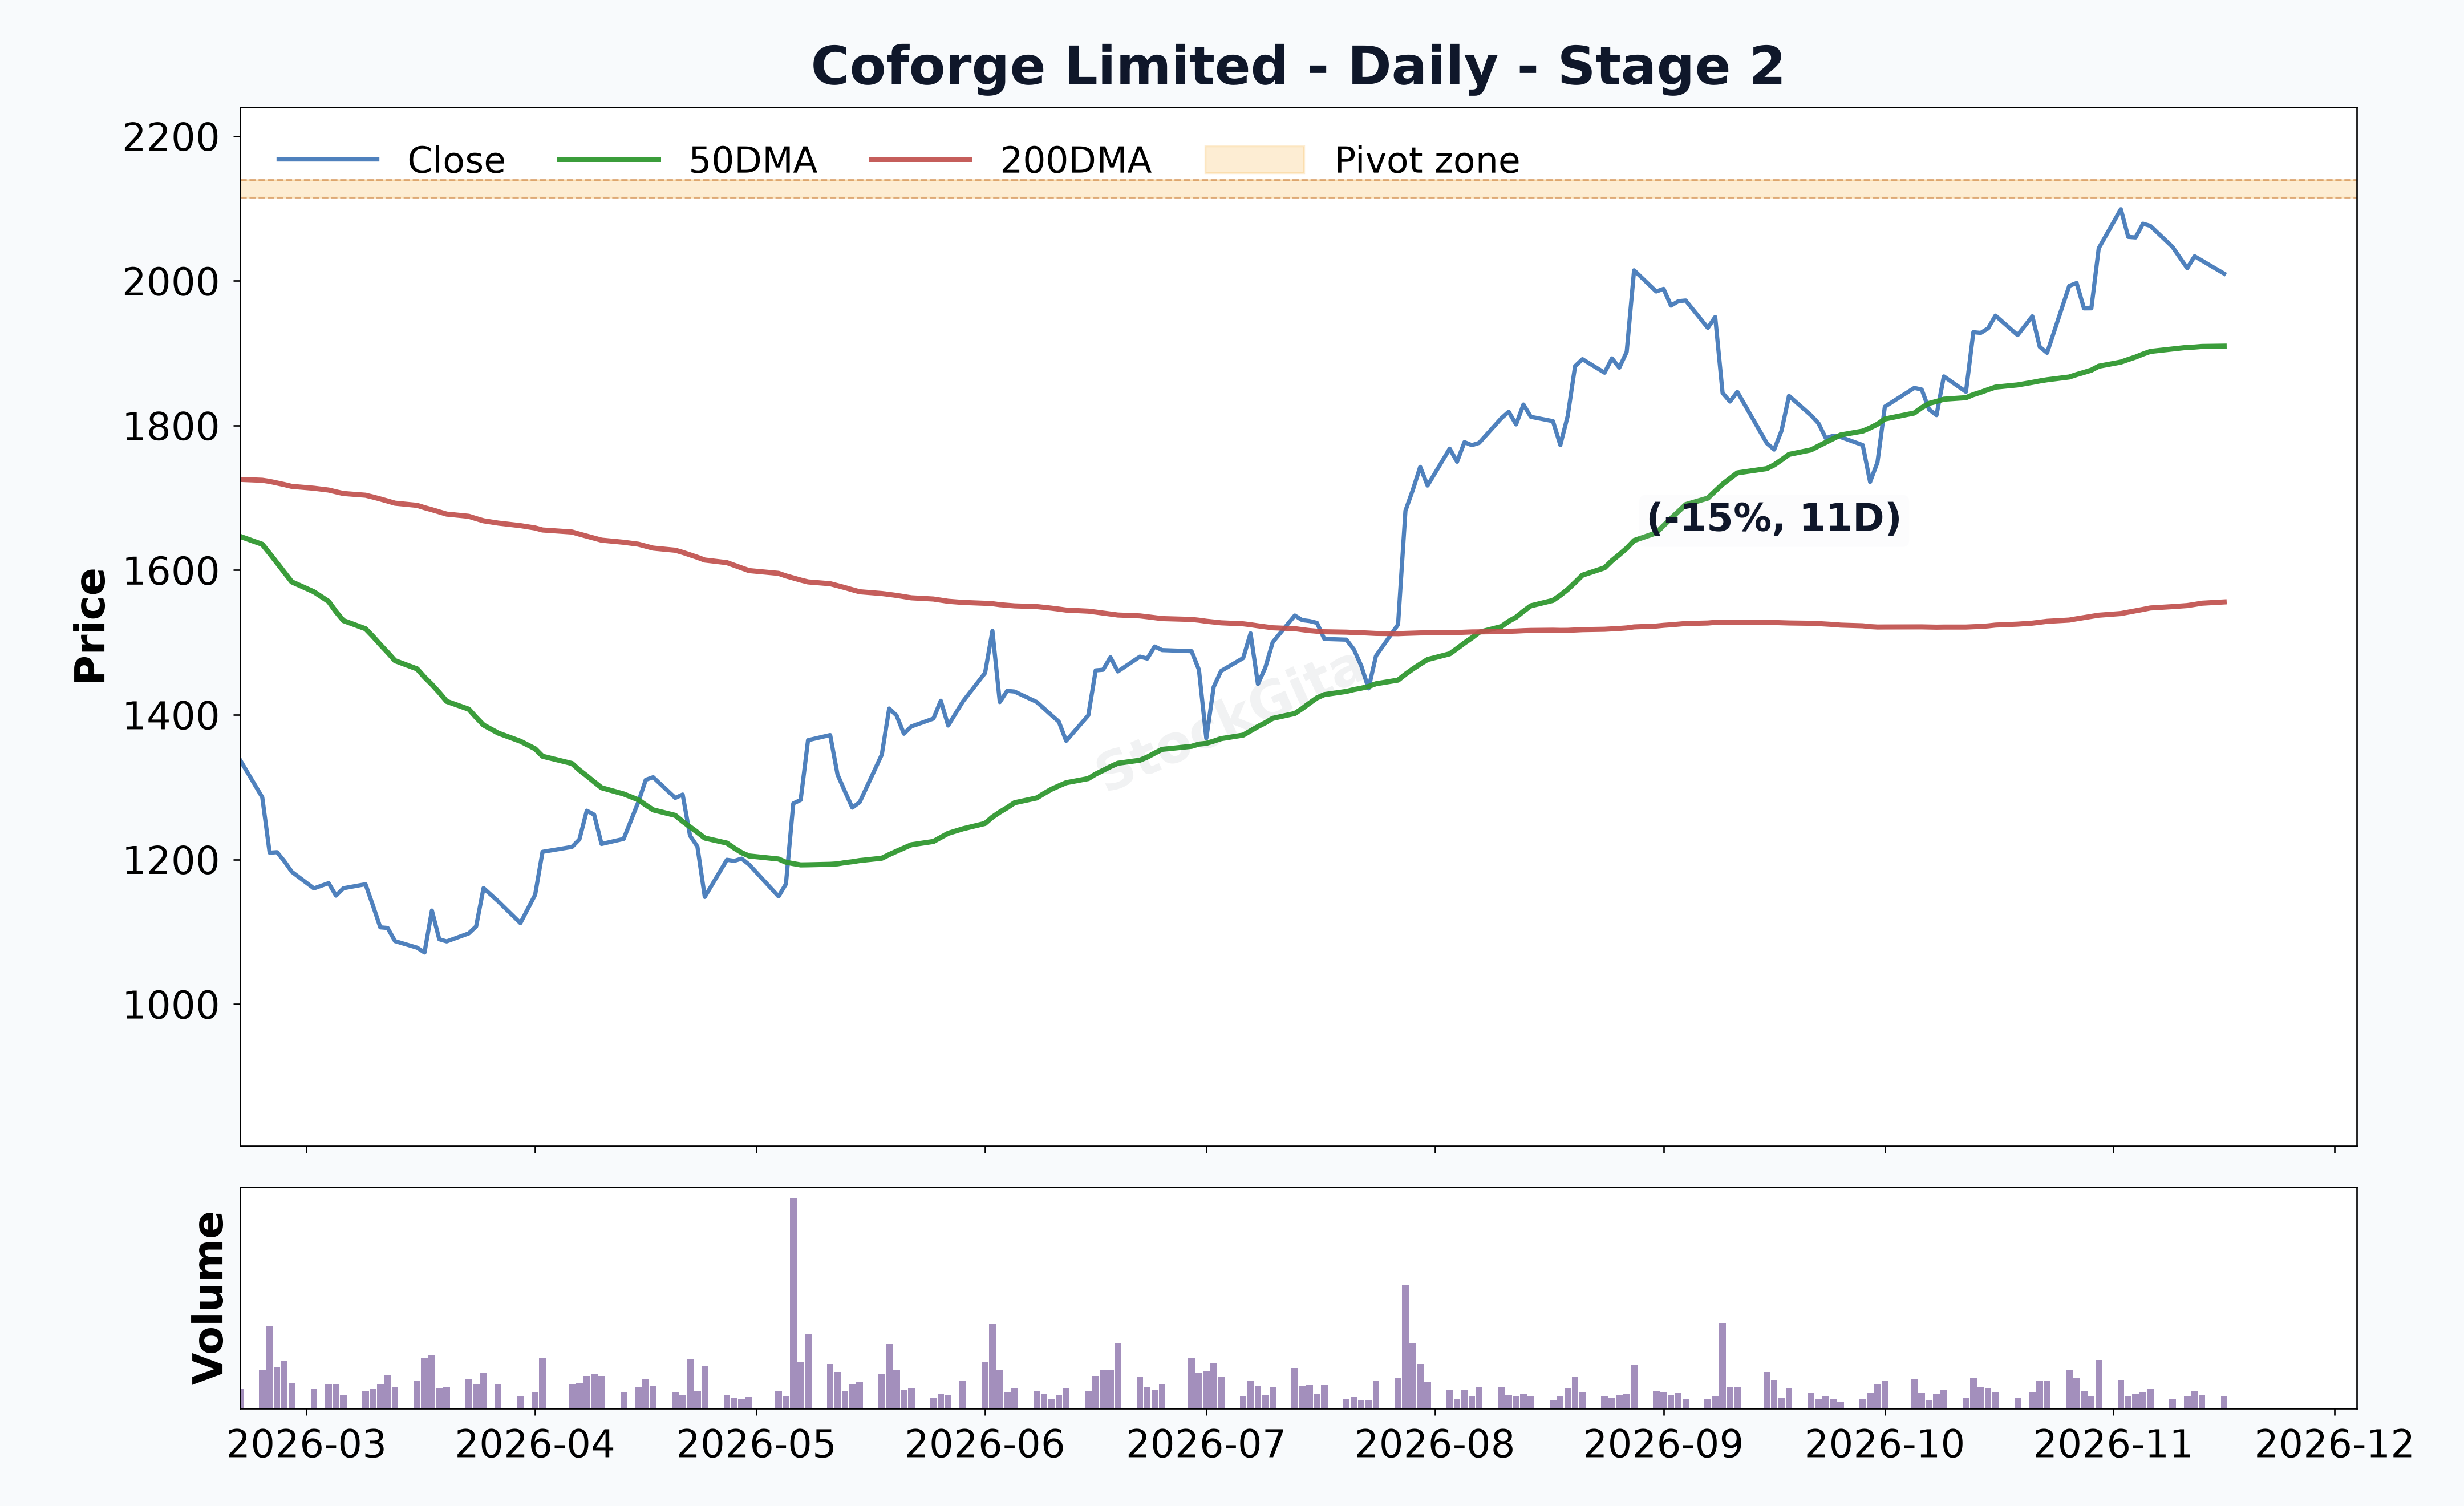 Coforge Limited - Daily - Stage 2
Close 50DMA 200DMA Pivot zone
2200
2000
1800
1600
1400
1200
1000
Price
(-15%, 11D)
StockGita
Volume
2026-03 2026-04 2026-05 2026-06 2026-07 2026-08 2026-09 2026-10 2026-11 2026-12